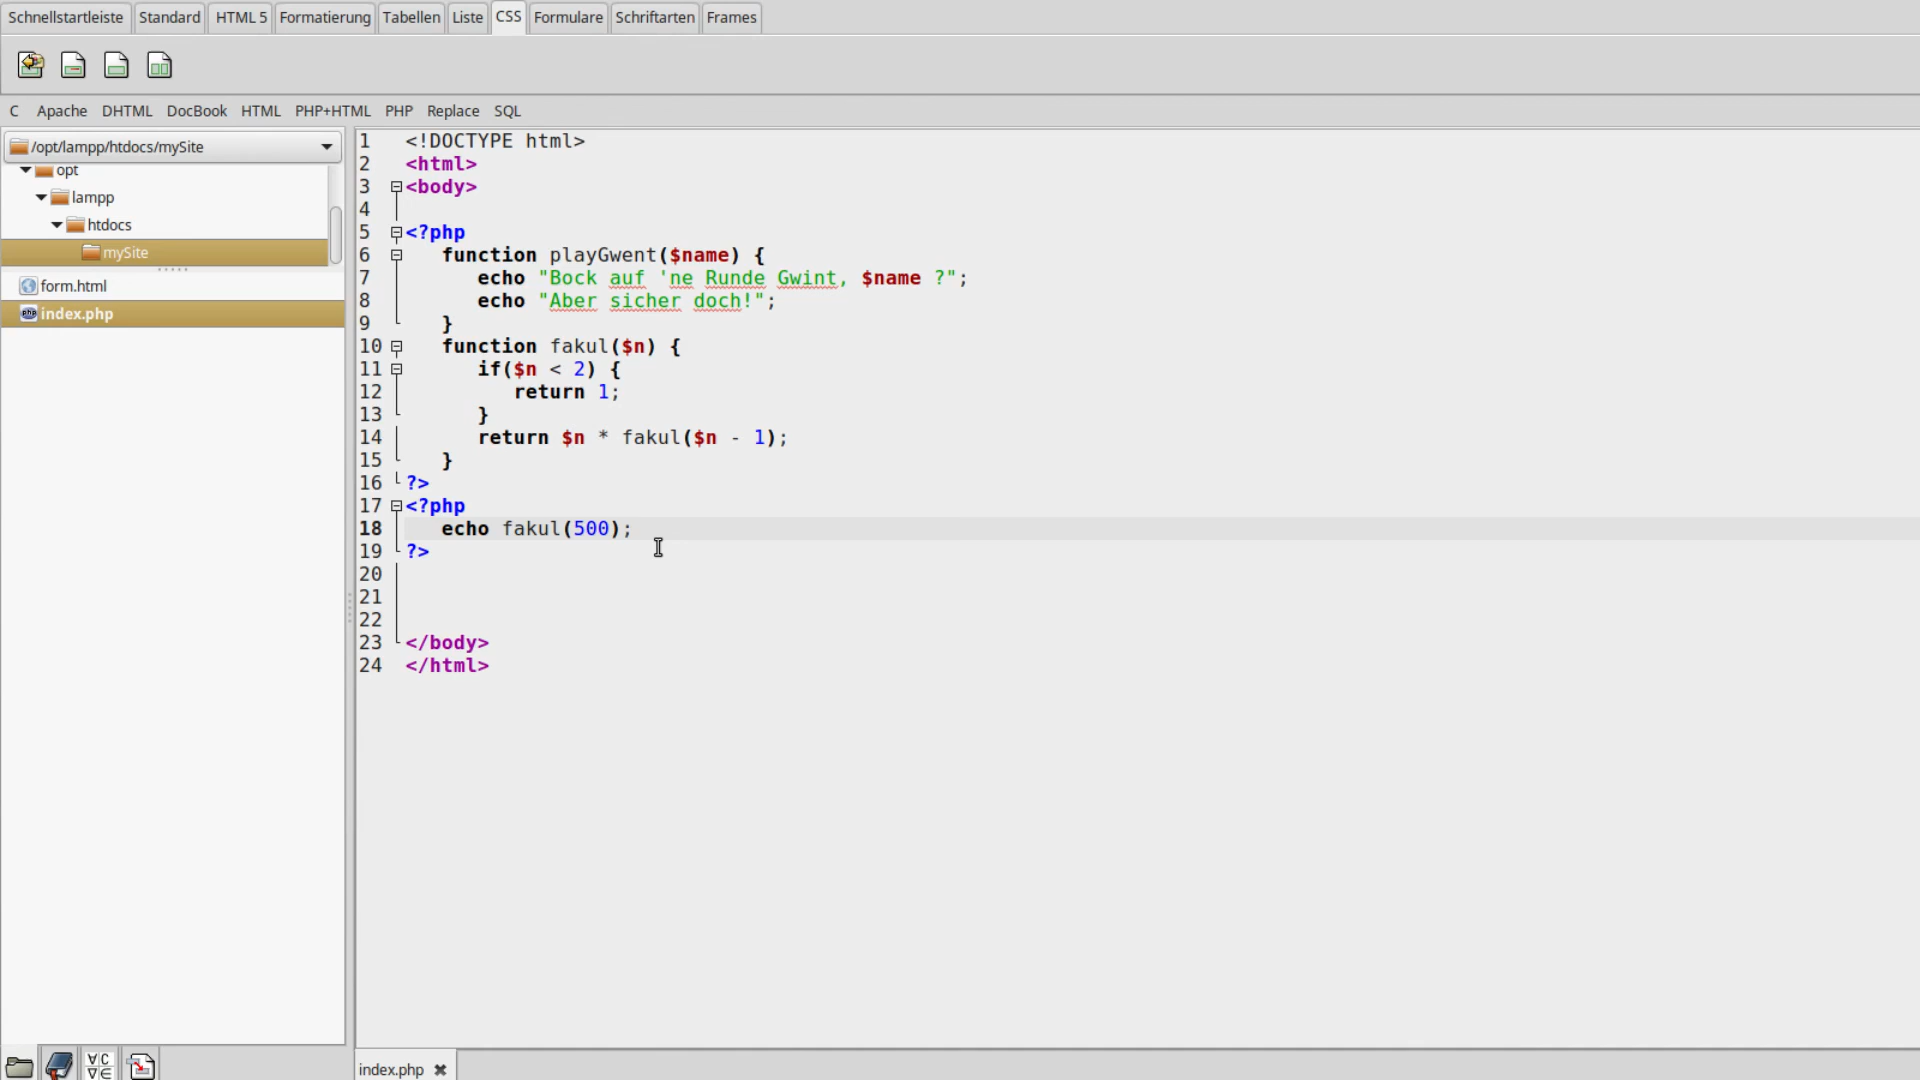 Schnellstartleiste Standard HTML 5 Formatierung Tabellen Liste CSS Formulare Schriftarten Frames
C Apache DHTML DocBook HTML PHP+HTML PHP Replace SQL
/opt/lampp/htdocs/mySite
opt
lampp
htdocs
mySite
form.html
index.php
1 <!DOCTYPE html>
2 <html>
3 <body>
4
5 <?php
6 function playGwent($name) {
7 echo "Bock auf 'ne Runde Gwint, $name ?";
8 echo "Aber sicher doch!";
9 }
10 function fakul($n) {
11 if($n < 2) {
12 return 1;
13 }
14 return $n * fakul($n - 1);
15 }
16 ?>
17 <?php
18 echo fakul(500);
19 ?>
20
21
22
23 </body>
24 </html>
index.php